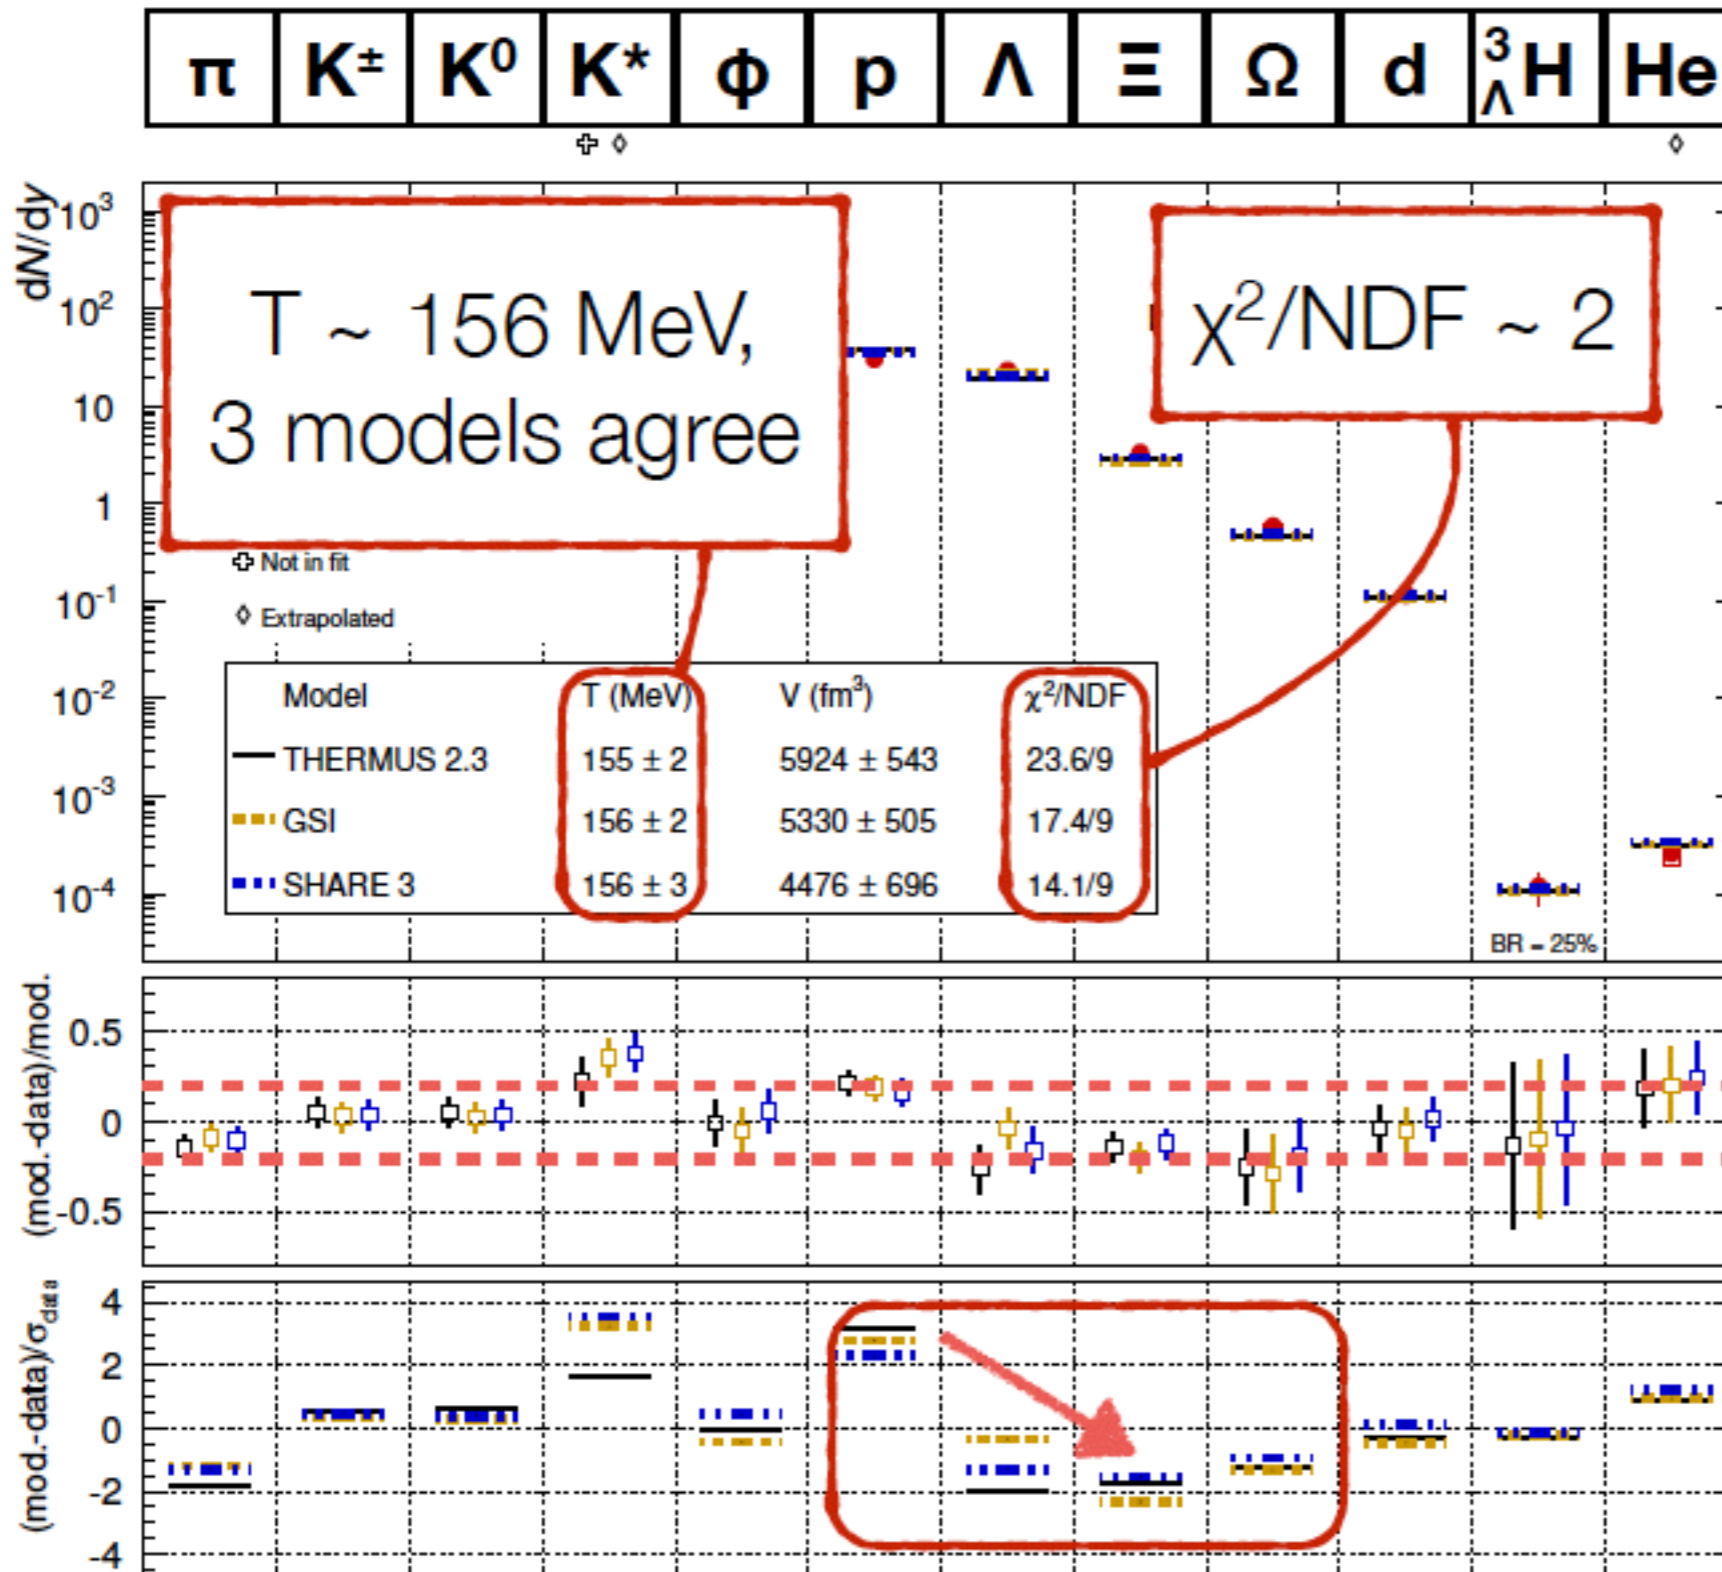 π K± K⁰ K* ϕ p Λ Ξ Ω d ³ΛH He
dN/dy
10³
10²
10
1
10⁻¹
10⁻²
10⁻³
10⁻⁴
T ~ 156 MeV,
3 models agree
χ²/NDF ~ 2
Not in fit
Extrapolated
Model T (MeV) V (fm³) χ²/NDF
THERMUS 2.3 155 ± 2 5924 ± 543 23.6/9
GSI 156 ± 2 5330 ± 505 17.4/9
SHARE 3 156 ± 3 4476 ± 696 14.1/9
BR = 25%
(mod.-data)/mod.
0.5
0
-0.5
(mod.-data)/σdata
4
2
0
-2
-4